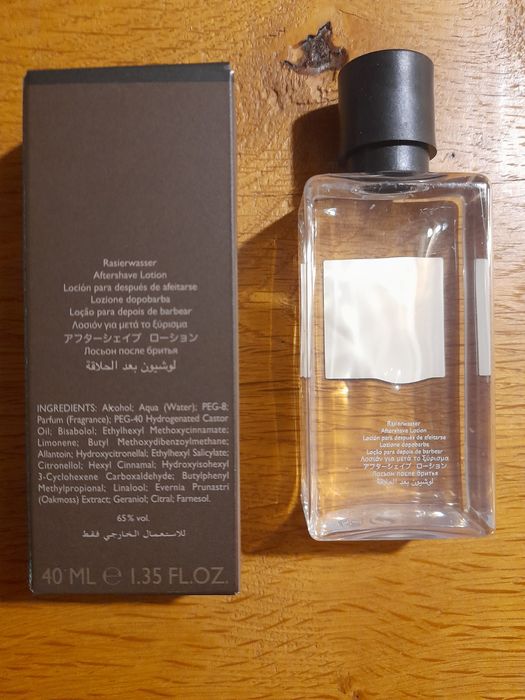 Rasierwasser
Aftershave Lotion
Loción para después de afeitarse
Lozione dopobarba
Loção para depois de barbear
Λοσιόν για μετά το ξύρισμα
アフターシェイブ ローション
Лосьон после бритья
لوشيون بعد الحلاقة
INGREDIENTS: Alcohol; Aqua (Water); PEG-8;
Parfum (Fragrance); PEG-40 Hydrogenated Castor
Oil; Bisabolol; Ethylhexyl Methoxycinnamate;
Limonene; Butyl Methoxydibenzoylmethane;
Allantoin; Hydroxycitronellal; Ethylhexyl Salicylate;
Citronellol; Hexyl Cinnamal; Hydroxyisohexyl
3-Cyclohexene Carboxaldehyde; Butylphenyl
Methylpropional; Linalool; Evernia Prunastri
(Oakmoss) Extract; Geraniol; Citral; Farnesol.
65% vol.
للاستعمال الخارجي فقط
40 ML ℮ 1.35 FL.OZ.
Rasierwasser
Aftershave Lotion
Loción para después de afeitarse
Lozione dopobarba
Loção para depois de barbear
Λοσιόν για μετά το ξύρισμα
アフターシェイブ ローション
Лосьон после бритья
لوشيون بعد الحلاقة